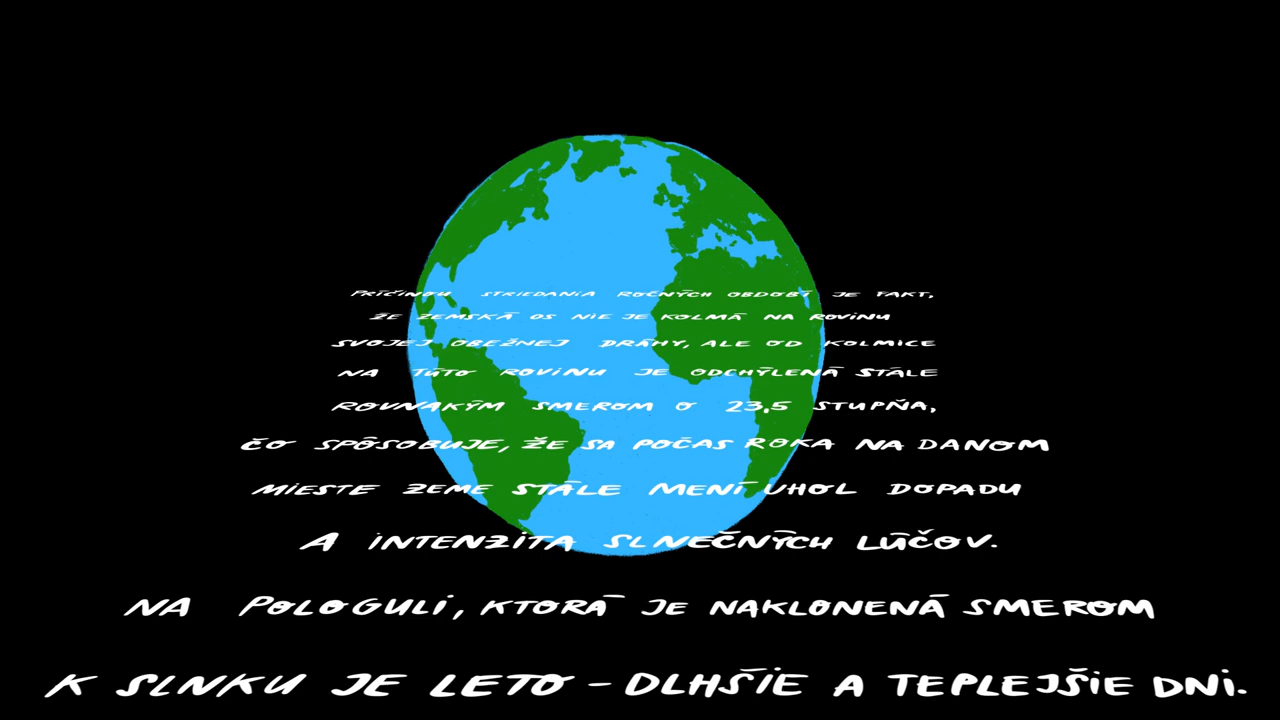 PRÍČINOU STRIEDANIA ROČNÝCH OBDOBÍ JE FAKT,
ŽE ZEMSKÁ OS NIE JE KOLMÁ NA ROVINU
SVOJEJ OBEŽNEJ DRÁHY, ALE OD KOLMICE
NA TÚTO ROVINU JE ODCHÝLENÁ STÁLE
ROVNAKÝM SMEROM O 23,5 STUPŇA,
ČO SPÔSOBUJE, ŽE SA POČAS ROKA NA DANOM
MIESTE ZEME STÁLE MENÍ UHOL DOPADU
A INTENZITA SLNEČNÝCH LÚČOV.
NA POLOGULI, KTORÁ JE NAKLONENÁ SMEROM
K SLNKU JE LETO - DLHŠIE A TEPLEJŠIE DNI.